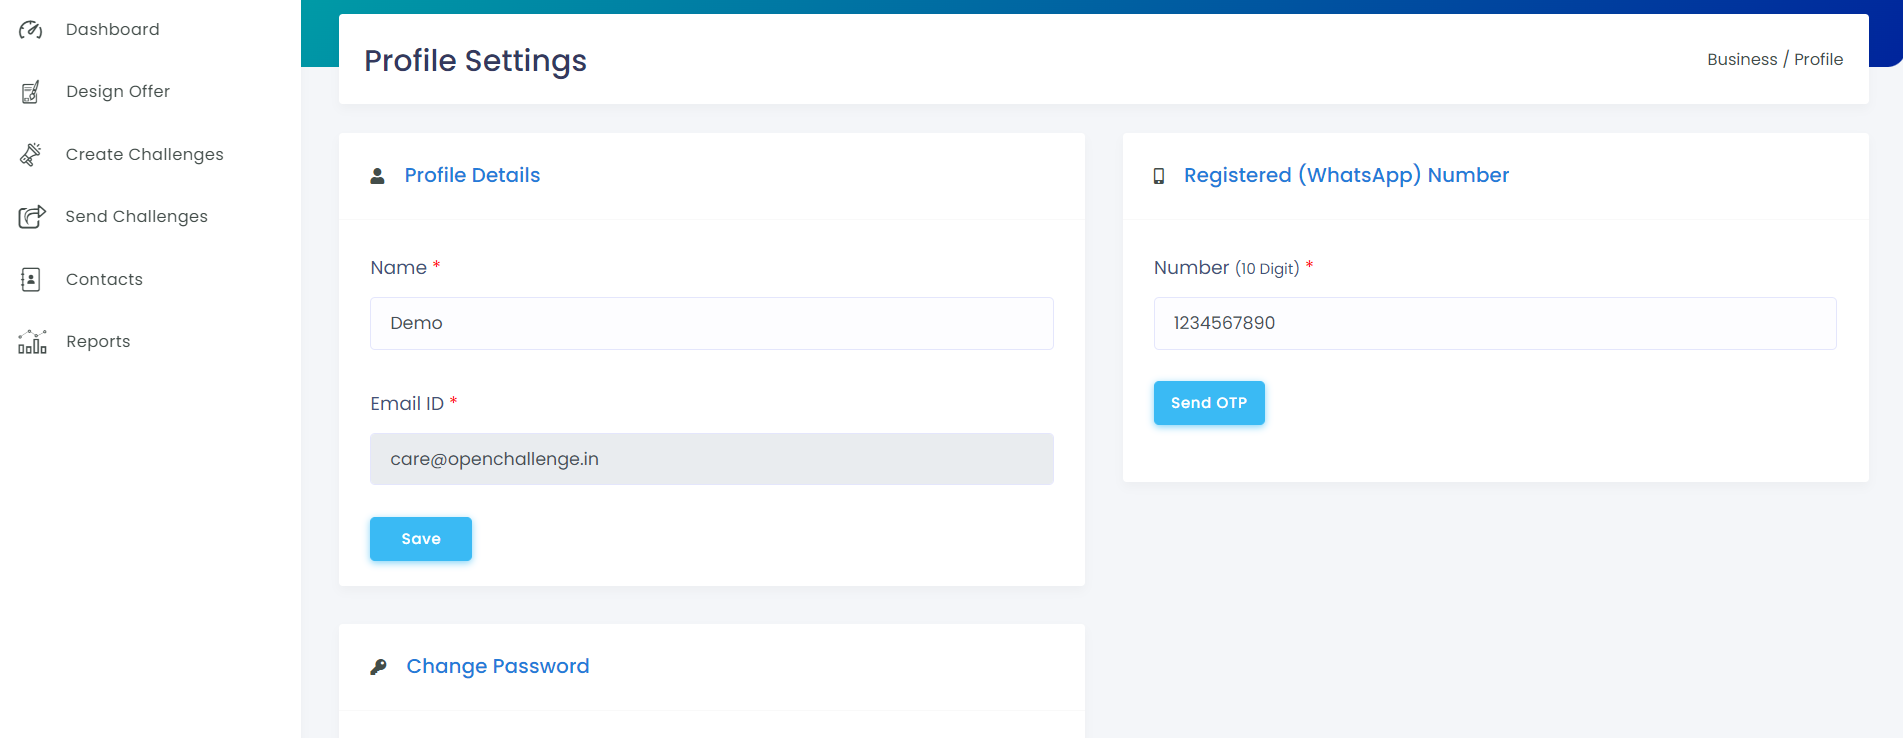 Dashboard
Design Offer
Create Challenges
Send Challenges
Contacts
Reports
Profile Settings
Business / Profile
Profile Details
Name *
Demo
Email ID *
care@openchallenge.in
Save
Registered (WhatsApp) Number
Number (10 Digit) *
1234567890
Send OTP
Change Password